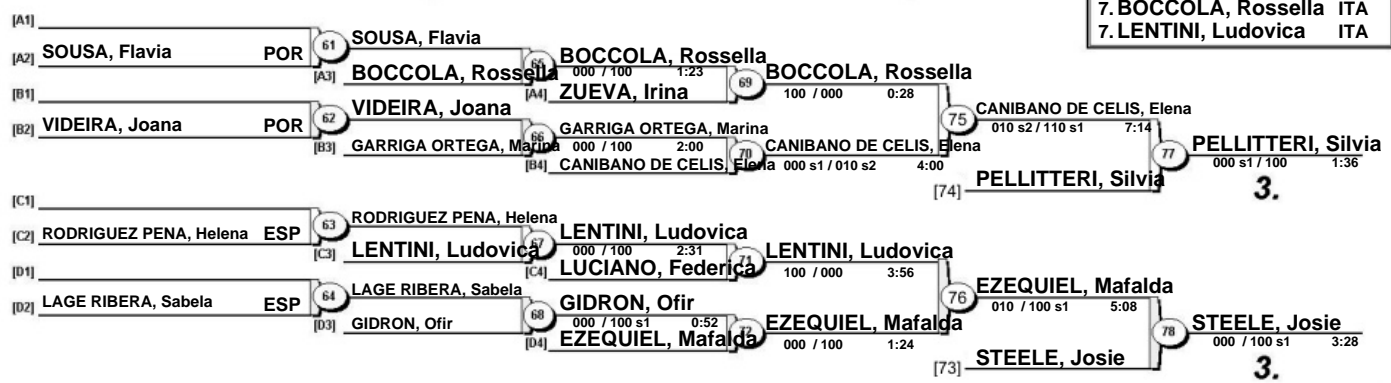 7. BOCCOLA, Rossella ITA
7. LENTINI, Ludovica ITA
[A1]
[A2] SOUSA, Flavia POR
61
SOUSA, Flavia
[A3] BOCCOLA, Rossella
65
BOCCOLA, Rossella
000 / 100 1:23
[A4] ZUEVA, Irina
69
BOCCOLA, Rossella
100 / 000 0:28
[B1]
[B2] VIDEIRA, Joana POR
62
VIDEIRA, Joana
[B3] GARRIGA ORTEGA, Marina
66
GARRIGA ORTEGA, Marina
000 / 100 2:00
[B4] CANIBANO DE CELIS, Elena
70
CANIBANO DE CELIS, Elena
000 s1 / 010 s2 4:00
75
CANIBANO DE CELIS, Elena
010 s2 / 110 s1 7:14
[74] PELLITTERI, Silvia
77
PELLITTERI, Silvia
000 s1 / 100 1:36
3.
[C1]
[C2] RODRIGUEZ PENA, Helena ESP
63
RODRIGUEZ PENA, Helena
[C3] LENTINI, Ludovica
67
LENTINI, Ludovica
000 / 100 2:31
[C4] LUCIANO, Federica
71
LENTINI, Ludovica
100 / 000 3:56
[D1]
[D2] LAGE RIBERA, Sabela ESP
64
LAGE RIBERA, Sabela
[D3] GIDRON, Ofir
68
GIDRON, Ofir
000 / 100 s1 0:52
[D4] EZEQUIEL, Mafalda
72
EZEQUIEL, Mafalda
000 / 100 1:24
76
EZEQUIEL, Mafalda
010 / 100 s1 5:08
[73] STEELE, Josie
78
STEELE, Josie
000 / 100 s1 3:28
3.